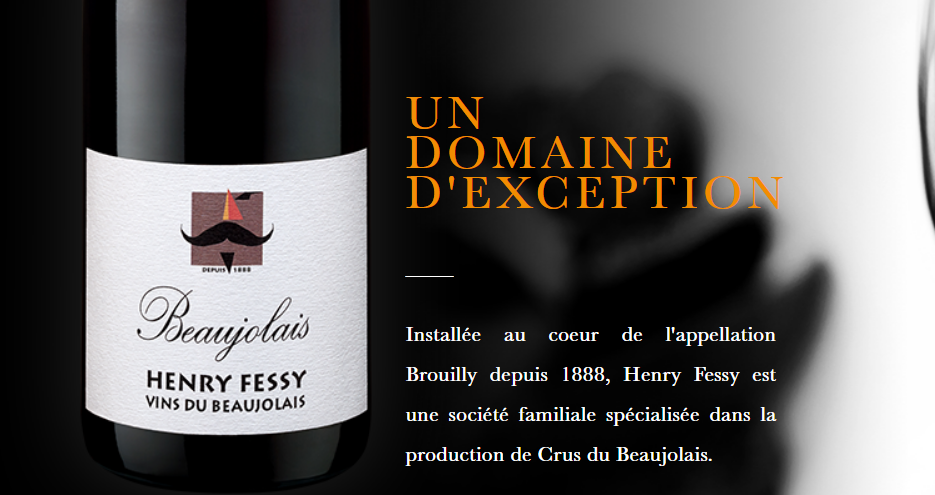 DEPUIS 1888
Beaujolais
HENRY FESSY
VINS DU BEAUJOLAIS
UN
DOMAINE
D'EXCEPTION
Installée au coeur de l'appellation
Brouilly depuis 1888, Henry Fessy est
une société familiale spécialisée dans la
production de Crus du Beaujolais.